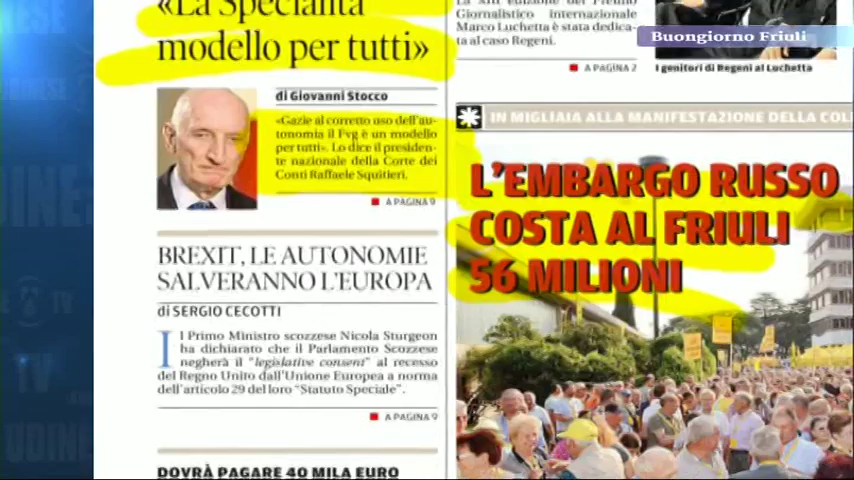 «La Specialità
modello per tutti»
di Giovanni Stocco
«Gazie al corretto uso dell'au-
tonomia il Fvg è un modello
per tutti». Lo dice il presiden-
te nazionale della Corte dei
Conti Raffaele Squitieri.
A PAGINA 9
BREXIT, LE AUTONOMIE
SALVERANNO L'EUROPA
di SERGIO CECOTTI
Il Primo Ministro scozzese Nicola Sturgeon
ha dichiarato che il Parlamento Scozzese
negherà il "legislative consent" al recesso
del Regno Unito dall'Unione Europea a norma
dell'articolo 29 del loro "Statuto Speciale".
A PAGINA 9
DOVRÀ PAGARE 40 MILA EURO
Giornalistico internazionale
Marco Luchetta è stata dedica-
ta al caso Regeni.
A PAGINA 2
Buongiorno Friuli
I genitori di Regeni al Luchetta
IN MIGLIAIA ALLA MANIFESTAZIONE DELLA COL
L'EMBARGO RUSSO
COSTA AL FRIULI
56 MILIONI
UDINE
TV
UDINE